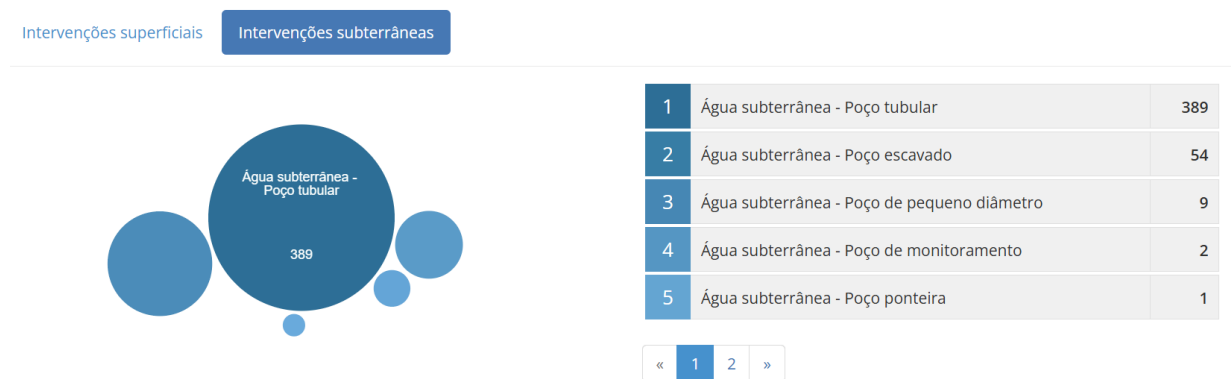 Intervenções superficiais
Intervenções subterrâneas
Água subterrânea -
Poço tubular
389
1 Água subterrânea - Poço tubular 389
2 Água subterrânea - Poço escavado 54
3 Água subterrânea - Poço de pequeno diâmetro 9
4 Água subterrânea - Poço de monitoramento 2
5 Água subterrânea - Poço ponteira 1
« 1 2 »